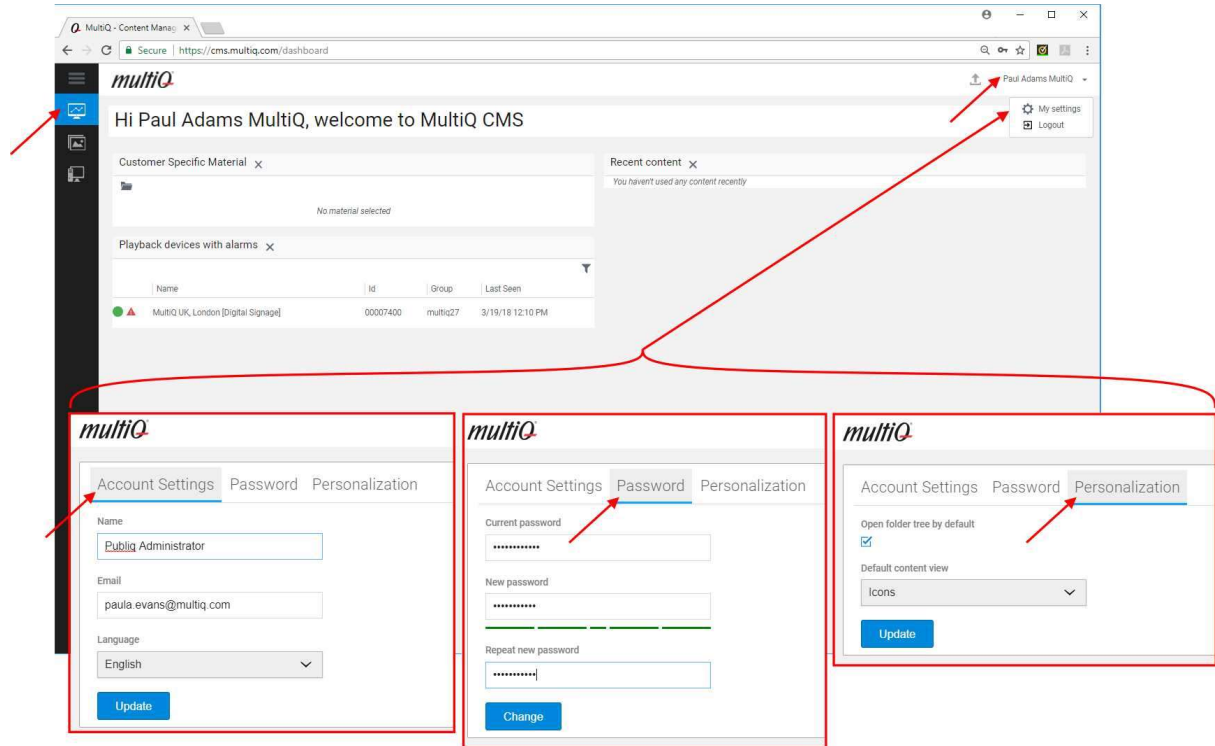 MultiQ - Content Manag
Secure | https://cms.multiq.com/dashboard
multiQ
Paul Adams MultiQ
My settings
Logout
Hi Paul Adams MultiQ, welcome to MultiQ CMS
Customer Specific Material
No material selected
Recent content
You haven't used any content recently
Playback devices with alarms
Name Id Group Last Seen
MultiQ UK, London [Digital Signage] 00007400 multiq27 3/19/18 12:10 PM
multiQ
Account Settings Password Personalization
Name
Publiq Administrator
Email
paula.evans@multiq.com
Language
English
Update
multiQ
Account Settings Password Personalization
Current password
••••••••••••
New password
•••••••••••
Repeat new password
•••••••••••
Change
multiQ
Account Settings Password Personalization
Open folder tree by default
Default content view
Icons
Update